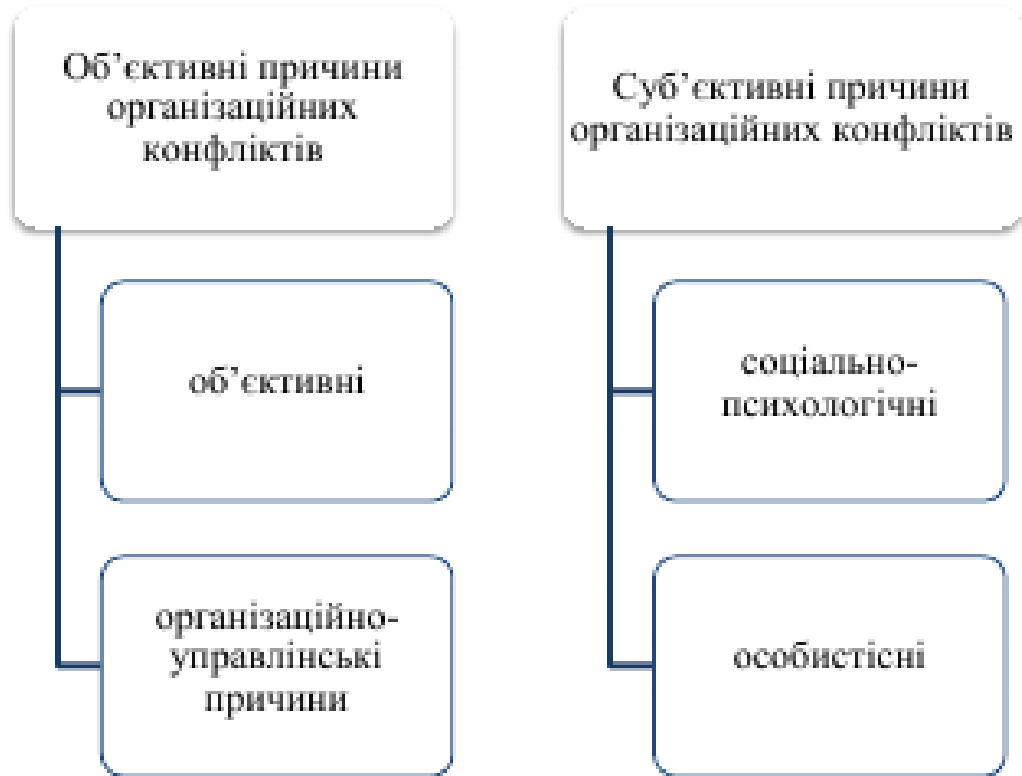 Об’єктивні причини
організаційних
конфліктів
об’єктивні
організаційно-
управлінські
причини
Суб’єктивні причини
організаційних конфліктів
соціально-
психологічні
особистісні